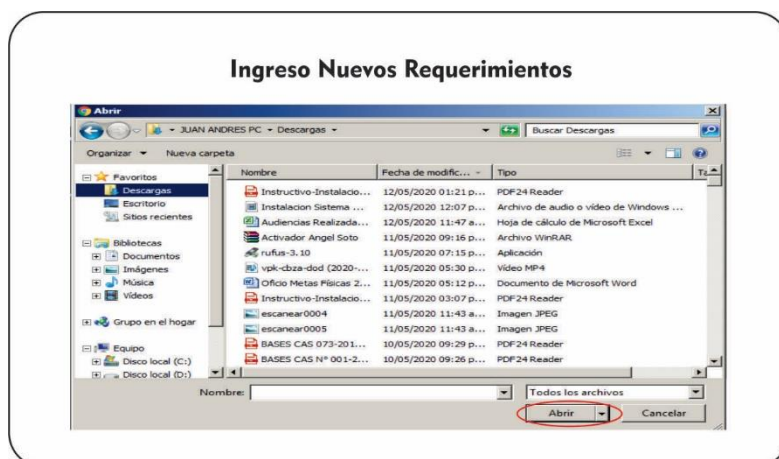 Ingreso Nuevos Requerimientos
Abrir
JUAN ANDRES PC Descargas
Buscar Descargas
Organizar Nueva carpeta
Nombre Fecha de modific... Tipo Ta
Favoritos
Descargas
Escritorio
Sitios recientes
Bibliotecas
Documentos
Imágenes
Música
Vídeos
Grupo en el hogar
Equipo
Disco local (C:)
Disco local (D:)
Instructivo-Instalacio... 12/05/2020 01:21 p... PDF24 Reader
Instalacion Sistema ... 12/05/2020 12:07 p... Archivo de audio o vídeo de Windows ...
Audiencias Realizada... 12/05/2020 11:47 a... Hoja de cálculo de Microsoft Excel
Activador Angel Soto 11/05/2020 09:16 p... Archivo WinRAR
rufus-3.10 11/05/2020 07:15 p... Aplicación
vpk-cbza-dod (2020-... 11/05/2020 05:30 p... Vídeo MP4
Oficio Metas Físicas 2... 11/05/2020 05:12 p... Documento de Microsoft Word
Instructivo-Instalacio... 11/05/2020 03:07 p... PDF24 Reader
escanear0004 11/05/2020 11:43 a... Imagen JPEG
escanear0005 11/05/2020 11:43 a... Imagen JPEG
BASES CAS 073-201... 10/05/2020 09:29 p... PDF24 Reader
BASES CAS N° 001-2... 10/05/2020 09:26 p... PDF24 Reader
Nombre: Todos los archivos
Abrir Cancelar